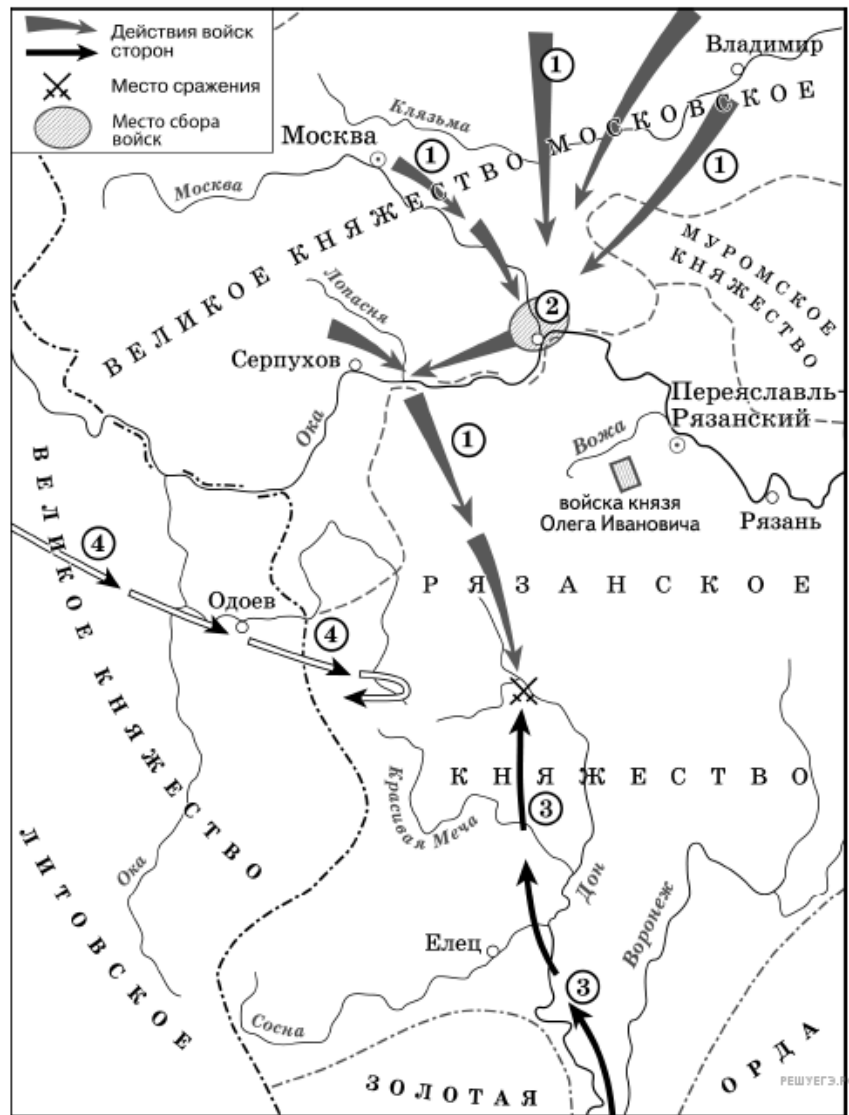 Действия войск
сторон
Место сражения
Место сбора
войск
1
Владимир
Клязьма
Москва
1
1
Москва
ВЕЛИКОЕ КНЯЖЕСТВО МОСКОВСКОЕ
МУРОМСКОЕ
КНЯЖЕСТВО
Лопасня
2
Серпухов
Переяславль-
Рязанский
Ока
1
Вожа
войска князя
Олега Ивановича
Рязань
4
РЯЗАНСКОЕ
Одоев
4
КНЯЖЕСТВО
3
Красивая Меча
ВЕЛИКОЕ КНЯЖЕСТВО
ЛИТОВСКОЕ
Ока
Дон
Воронеж
Елец
3
Сосна
ЗОЛОТАЯ
ОРДА
РЕШУЕГЭ.Р